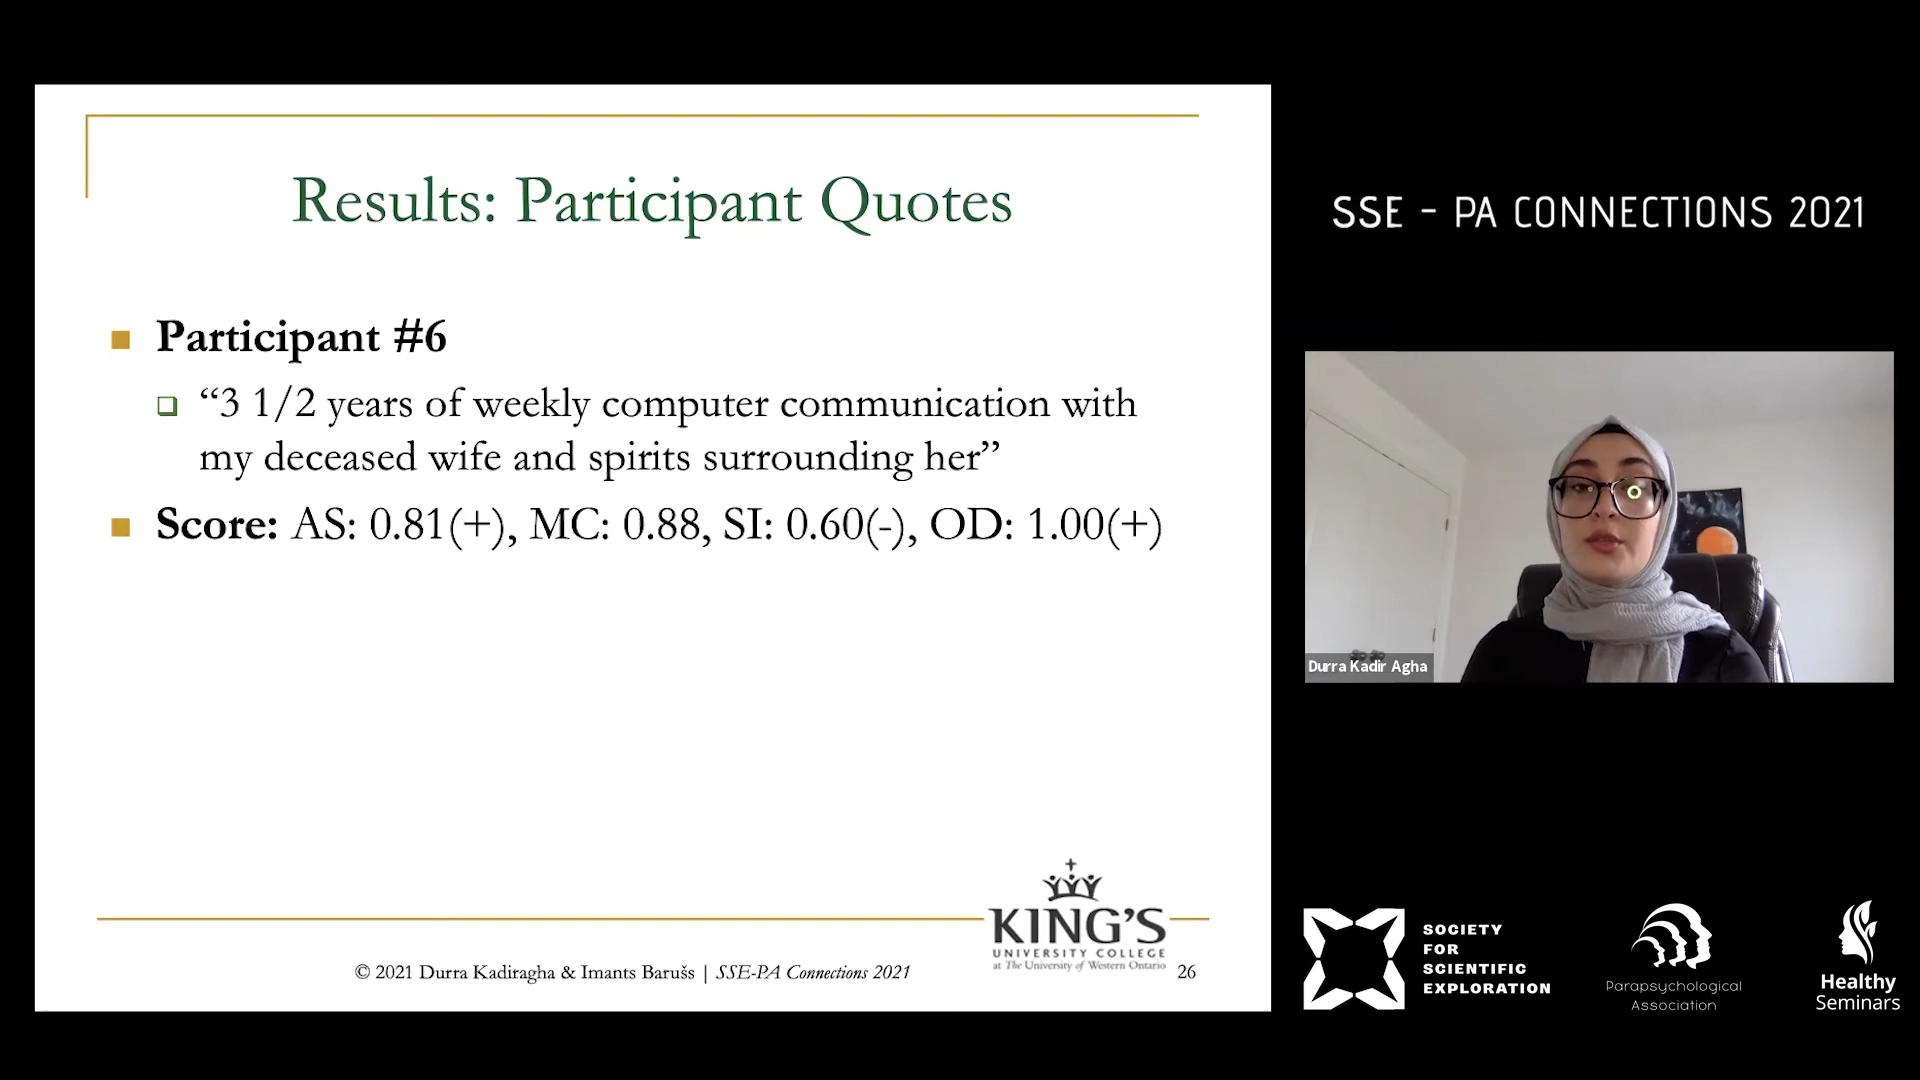 Results: Participant Quotes
Participant #6
“3 1/2 years of weekly computer communication with
my deceased wife and spirits surrounding her”
Score: AS: 0.81(+), MC: 0.88, SI: 0.60(-), OD: 1.00(+)
KING'S
UNIVERSITY COLLEGE
at The University of Western Ontario
© 2021 Durra Kadiragha & Imants Barušs | SSE-PA Connections 2021
26
SSE - PA CONNECTIONS 2021
Durra Kadir Agha
SOCIETY
FOR
SCIENTIFIC
EXPLORATION
Parapsychological
Association
Healthy
Seminars